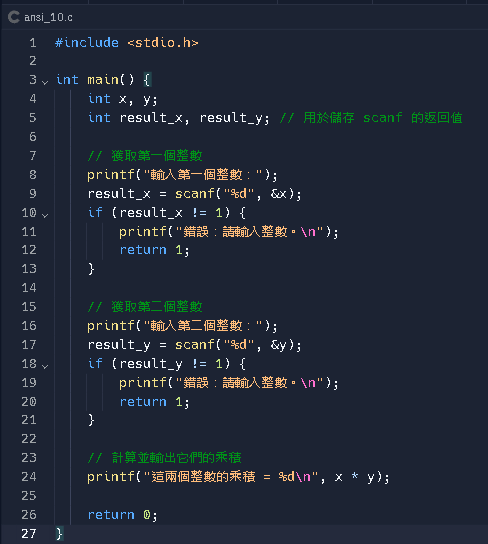 ansi_10.c
1 #include <stdio.h>
2
3 int main() {
4     int x, y;
5     int result_x, result_y; // 用於儲存 scanf 的返回值
6
7     // 獲取第一個整數
8     printf("輸入第一個整數：");
9     result_x = scanf("%d", &x);
10     if (result_x != 1) {
11         printf("錯誤：請輸入整數。\n");
12         return 1;
13     }
14
15     // 獲取第二個整數
16     printf("輸入第二個整數：");
17     result_y = scanf("%d", &y);
18     if (result_y != 1) {
19         printf("錯誤：請輸入整數。\n");
20         return 1;
21     }
22
23     // 計算並輸出它們的乘積
24     printf("這兩個整數的乘積 = %d\n", x * y);
25
26     return 0;
27 }